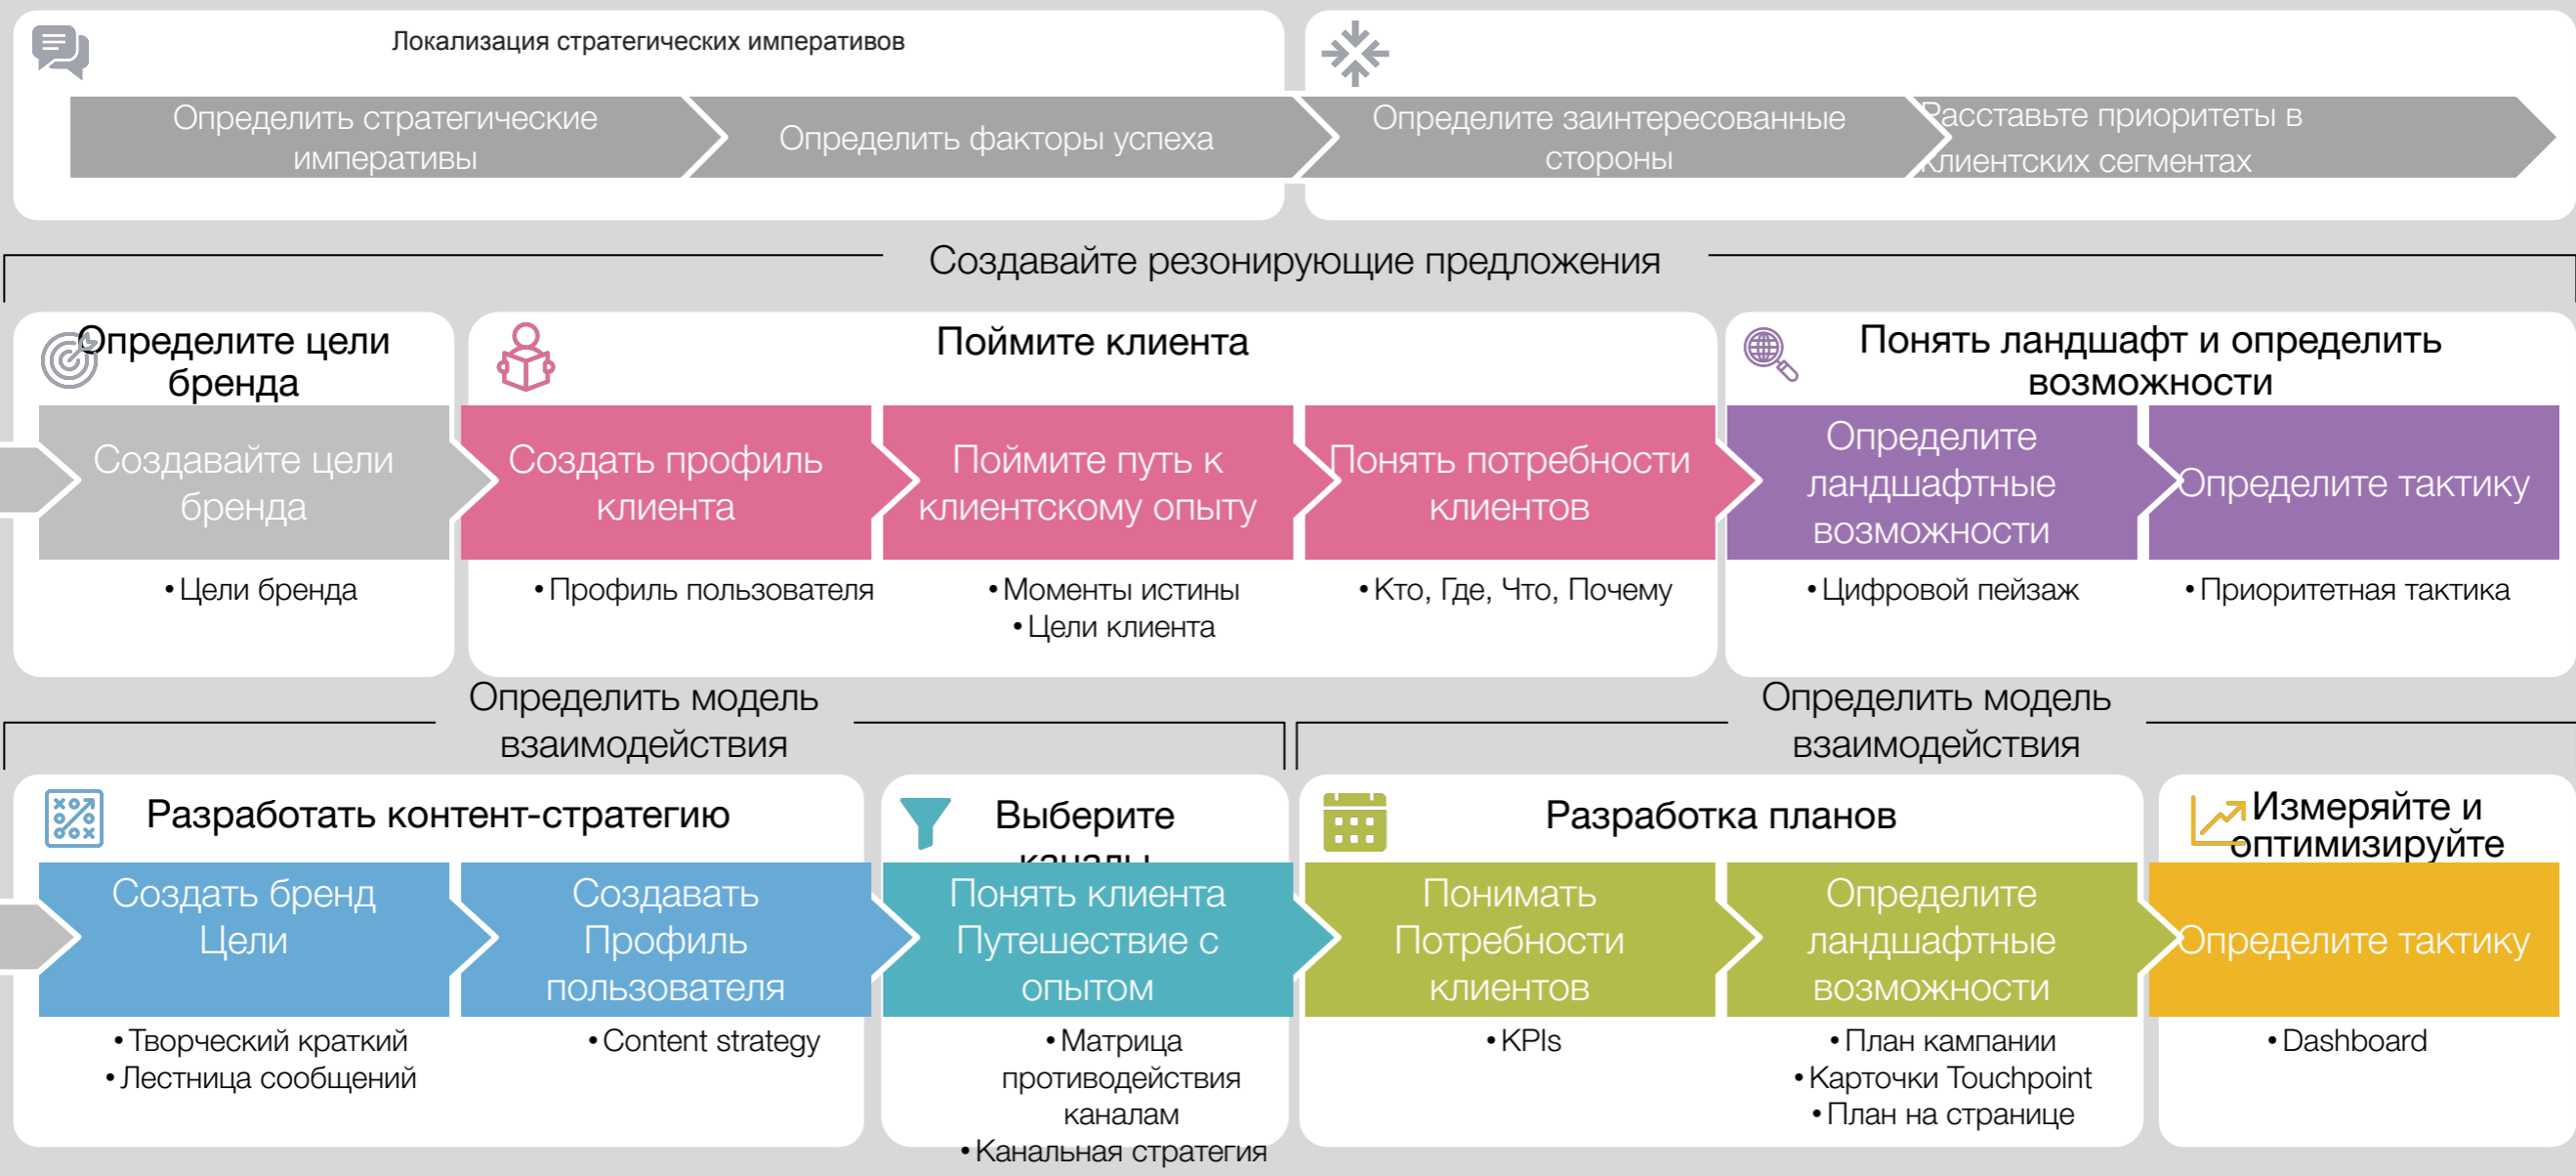 Локализация стратегических императивов
Определить стратегические
императивы
Определить факторы успеха
Определите заинтересованные
стороны
Расставьте приоритеты в
клиентских сегментах
Создавайте резонирующие предложения
Определите цели
бренда
Поймите клиента
Понять ландшафт и определить
возможности
Создавайте цели
бренда
Создать профиль
клиента
Поймите путь к
клиентскому опыту
Понять потребности
клиентов
Определите
ландшафтные
возможности
Определите тактику
• Цели бренда
• Профиль пользователя
• Моменты истины
• Цели клиента
• Кто, Где, Что, Почему
• Цифровой пейзаж
• Приоритетная тактика
Определить модель
взаимодействия
Определить модель
взаимодействия
Разработать контент-стратегию
Выберите
каналы
Разработка планов
Измеряйте и
оптимизируйте
Создать бренд
Цели
Создавать
Профиль
пользователя
Понять клиента
Путешествие с
опытом
Понимать
Потребности
клиентов
Определите
ландшафтные
возможности
Определите тактику
• Творческий краткий
• Лестница сообщений
• Content strategy
• Матрица
противодействия
каналам
• Канальная стратегия
• KPIs
• План кампании
• Карточки Touchpoint
• План на странице
• Dashboard